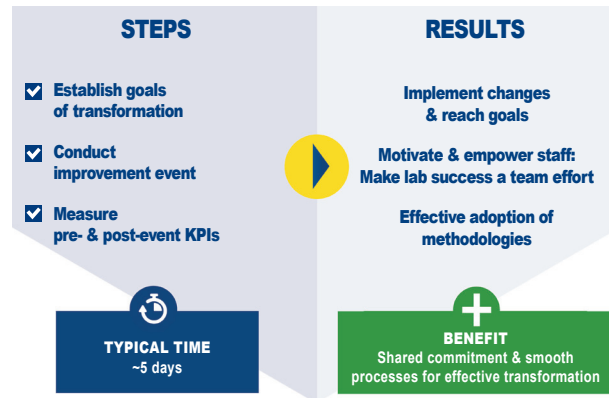 STEPS
Establish goals
of transformation
Conduct
improvement event
Measure
pre- & post-event KPIs
TYPICAL TIME
~5 days
RESULTS
Implement changes
& reach goals
Motivate & empower staff:
Make lab success a team effort
Effective adoption of
methodologies
BENEFIT
Shared commitment & smooth
processes for effective transformation